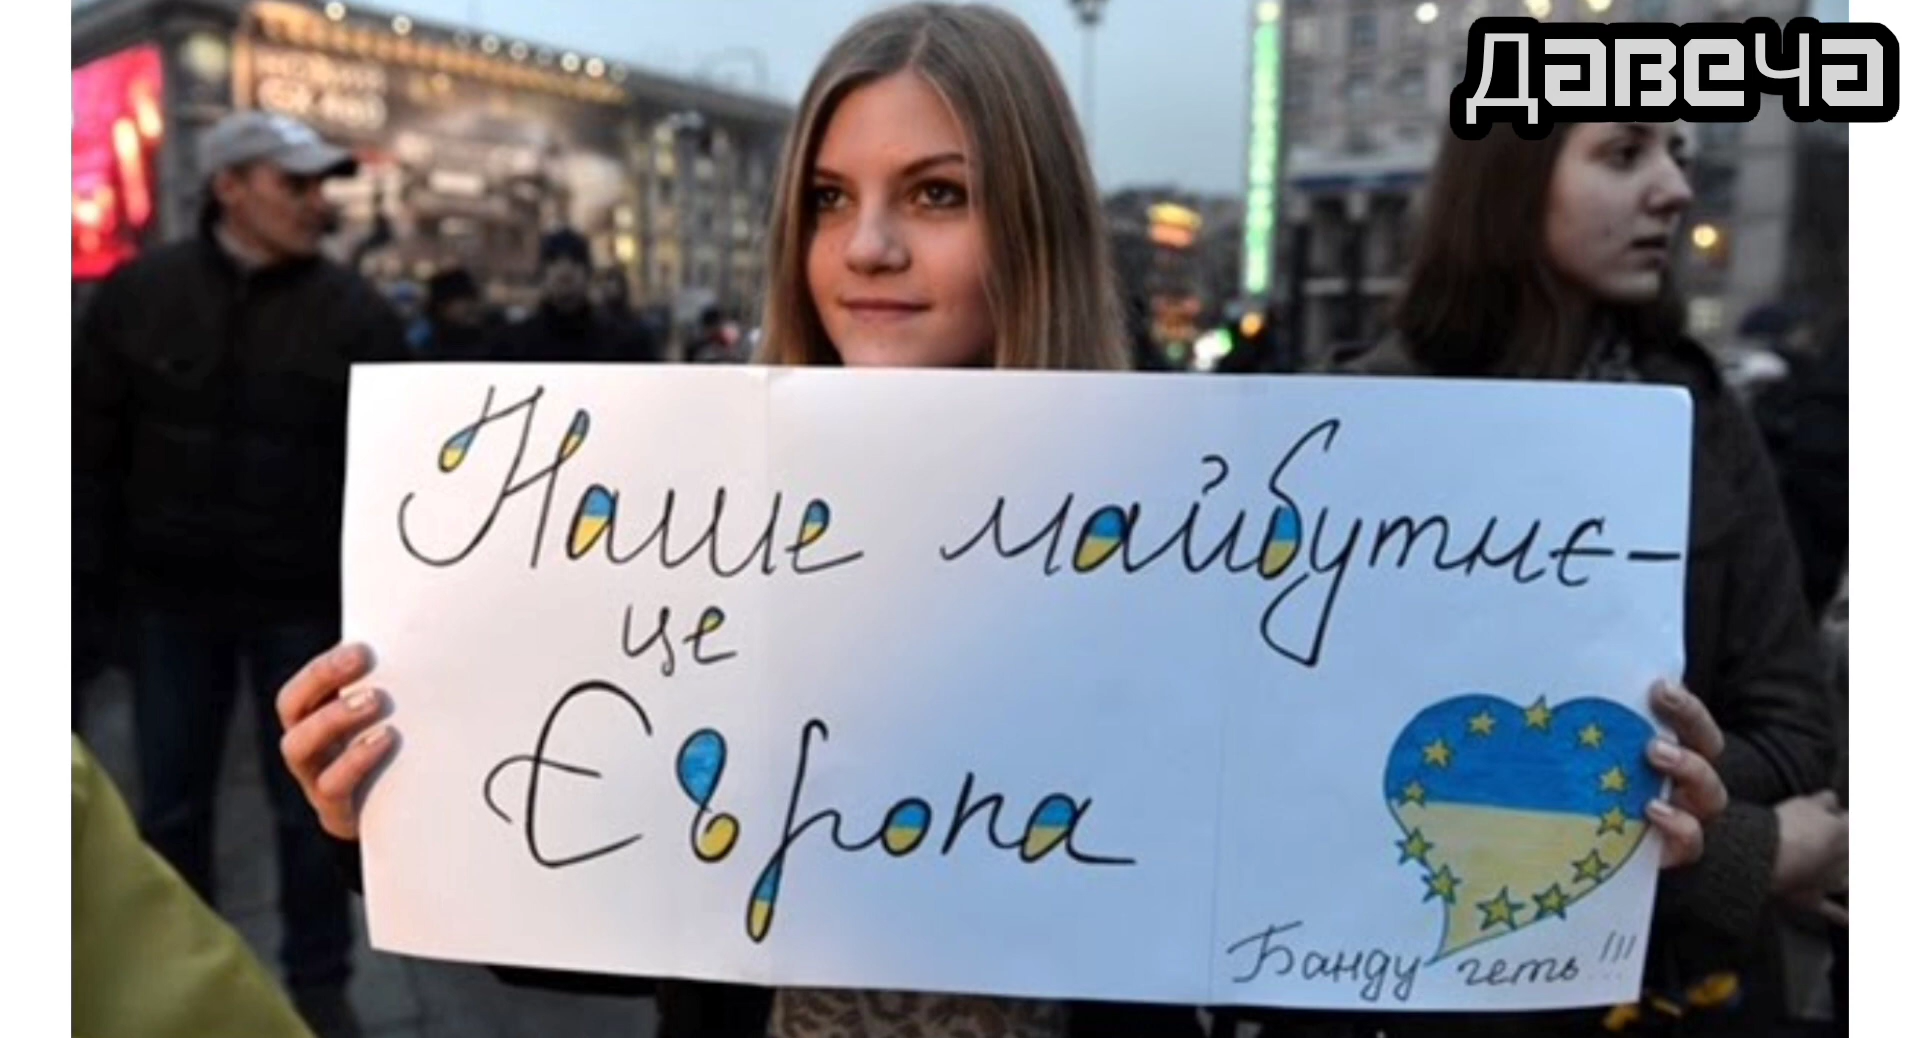 Давеча
Наше майбутнє–
це
Європа
Банду геть!!!